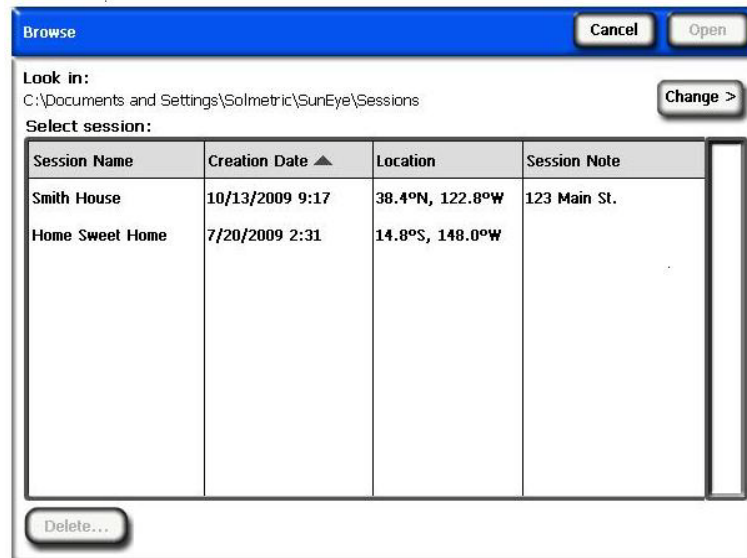 Browse Cancel Open
Look in:
C:\Documents and Settings\Solmetric\SunEye\Sessions
Change >
Select session:
Session Name Creation Date Location Session Note
Smith House 10/13/2009 9:17 38.4ºN, 122.8ºW 123 Main St.
Home Sweet Home 7/20/2009 2:31 14.8ºS, 148.0ºW
Delete...